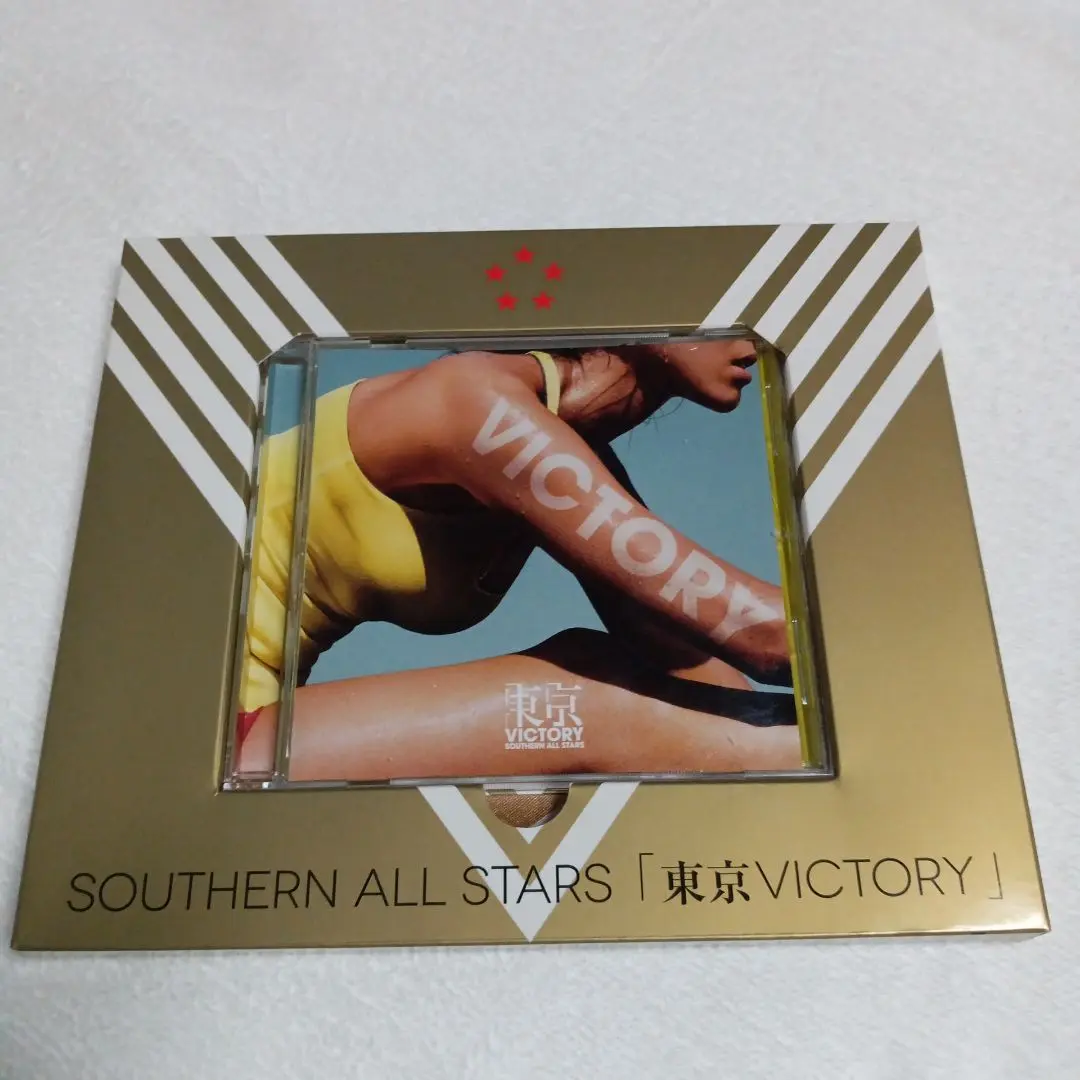 VICTORY
東京
VICTORY
SOUTHERN ALL STARS
SOUTHERN ALL STARS「東京VICTORY」